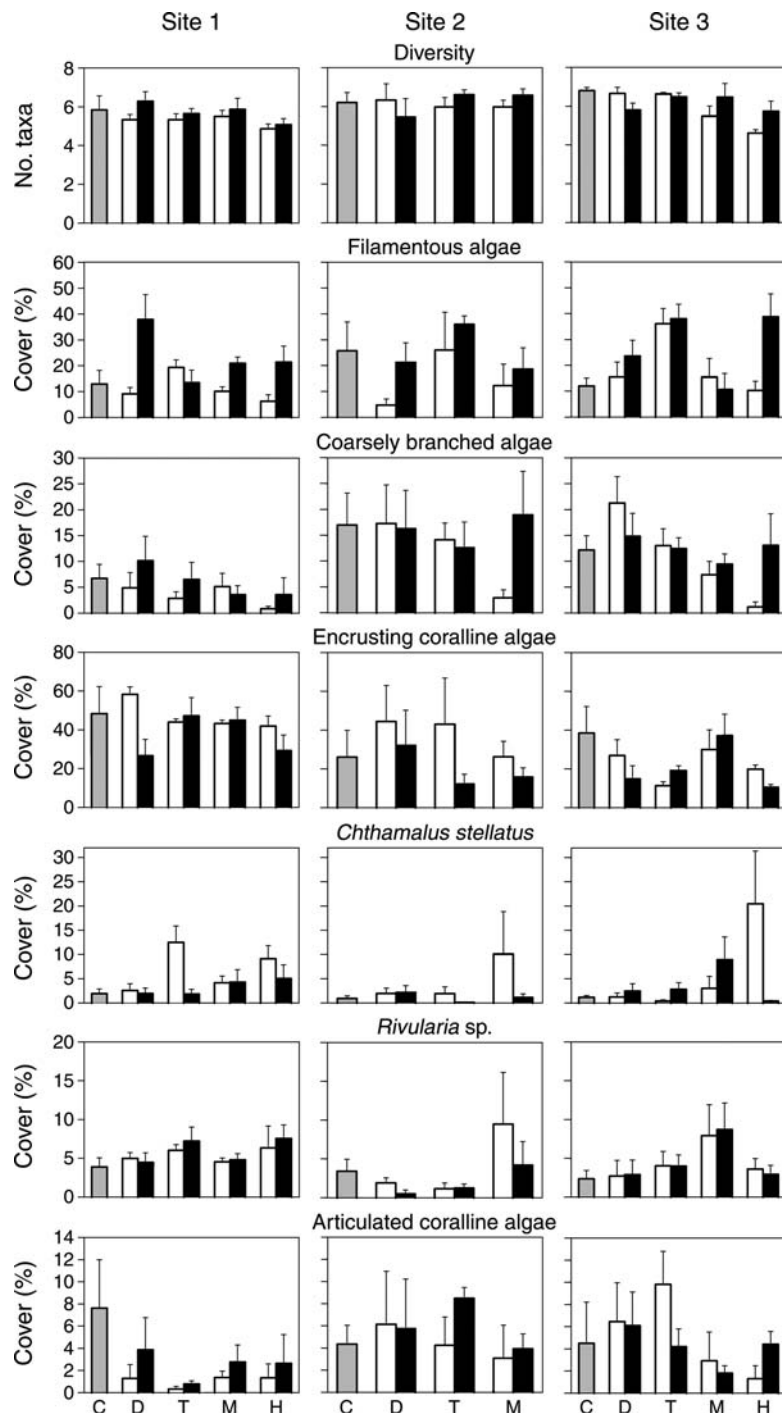 Site 1 Site 2 Site 3
Diversity
No. taxa
8
6
4
2
0
Filamentous algae
Cover (%)
60
50
40
30
20
10
0
Coarsely branched algae
Cover (%)
30
25
20
15
10
5
0
Encrusting coralline algae
Cover (%)
80
60
40
20
0
Chthamalus stellatus
Cover (%)
30
25
20
15
10
5
0
Rivularia sp.
Cover (%)
20
15
10
5
0
Articulated coralline algae
Cover (%)
14
12
10
8
6
4
2
0
C D T M H C D T M C D T M H